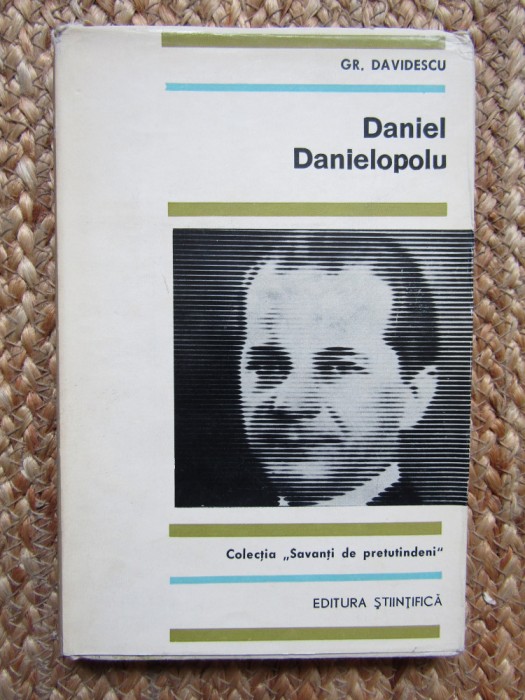 GR. DAVIDESCU
Daniel
Danielopolu
Colecția „Savanți de pretutindeni“
EDITURA ȘTIINȚIFICĂ